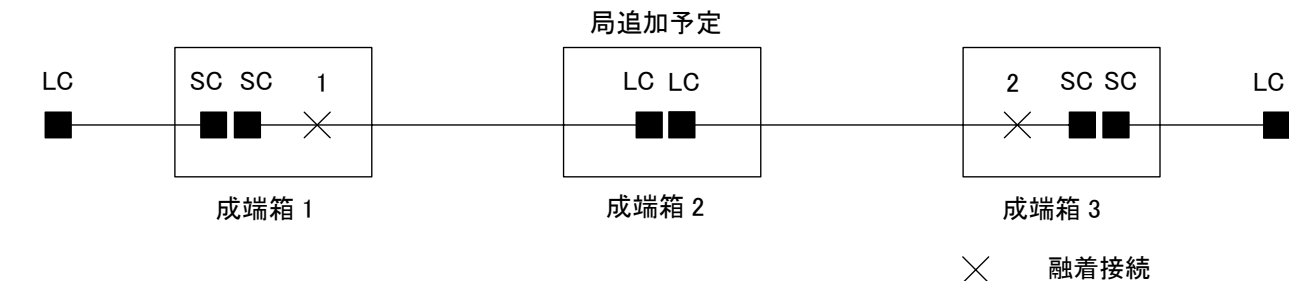 局追加予定
LC SC SC 1 LC LC 2 SC SC LC
成端箱 1 成端箱 2 成端箱 3
融着接続